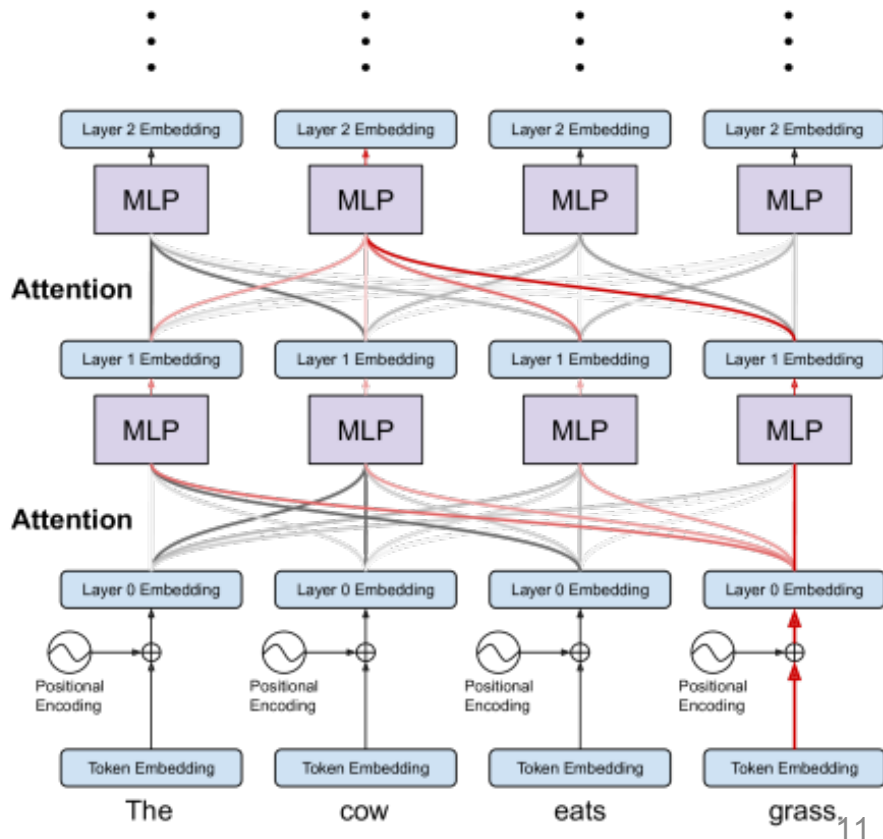 Layer 2 Embedding Layer 2 Embedding Layer 2 Embedding Layer 2 Embedding
MLP MLP MLP MLP
Attention
Layer 1 Embedding Layer 1 Embedding Layer 1 Embedding Layer 1 Embedding
MLP MLP MLP MLP
Attention
Layer 0 Embedding Layer 0 Embedding Layer 0 Embedding Layer 0 Embedding
Positional Positional Positional Positional
Encoding Encoding Encoding Encoding
Token Embedding Token Embedding Token Embedding Token Embedding
The cow eats grass,
11